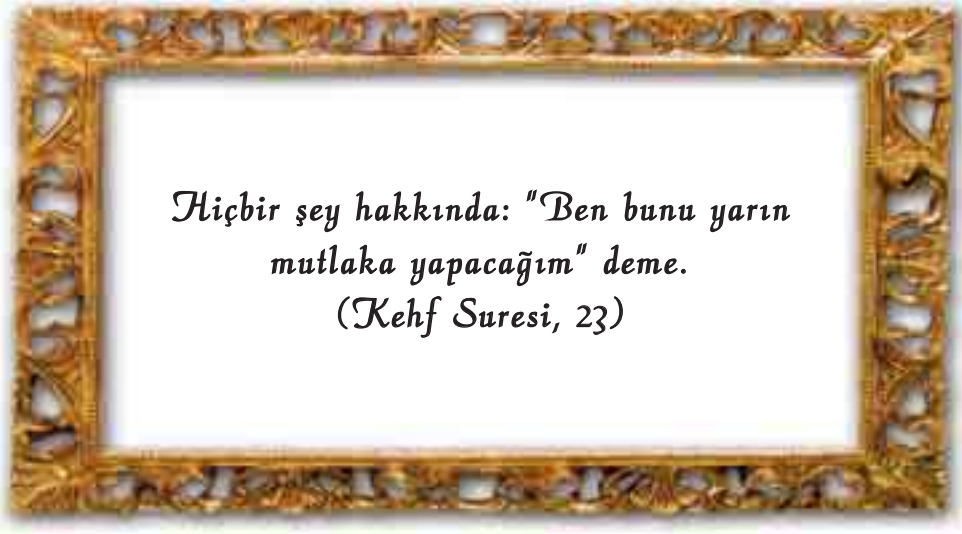 Hiçbir şey hakkında: "Ben bunu yarın
mutlaka yapacağım" deme.
(Kehf Suresi, 23)